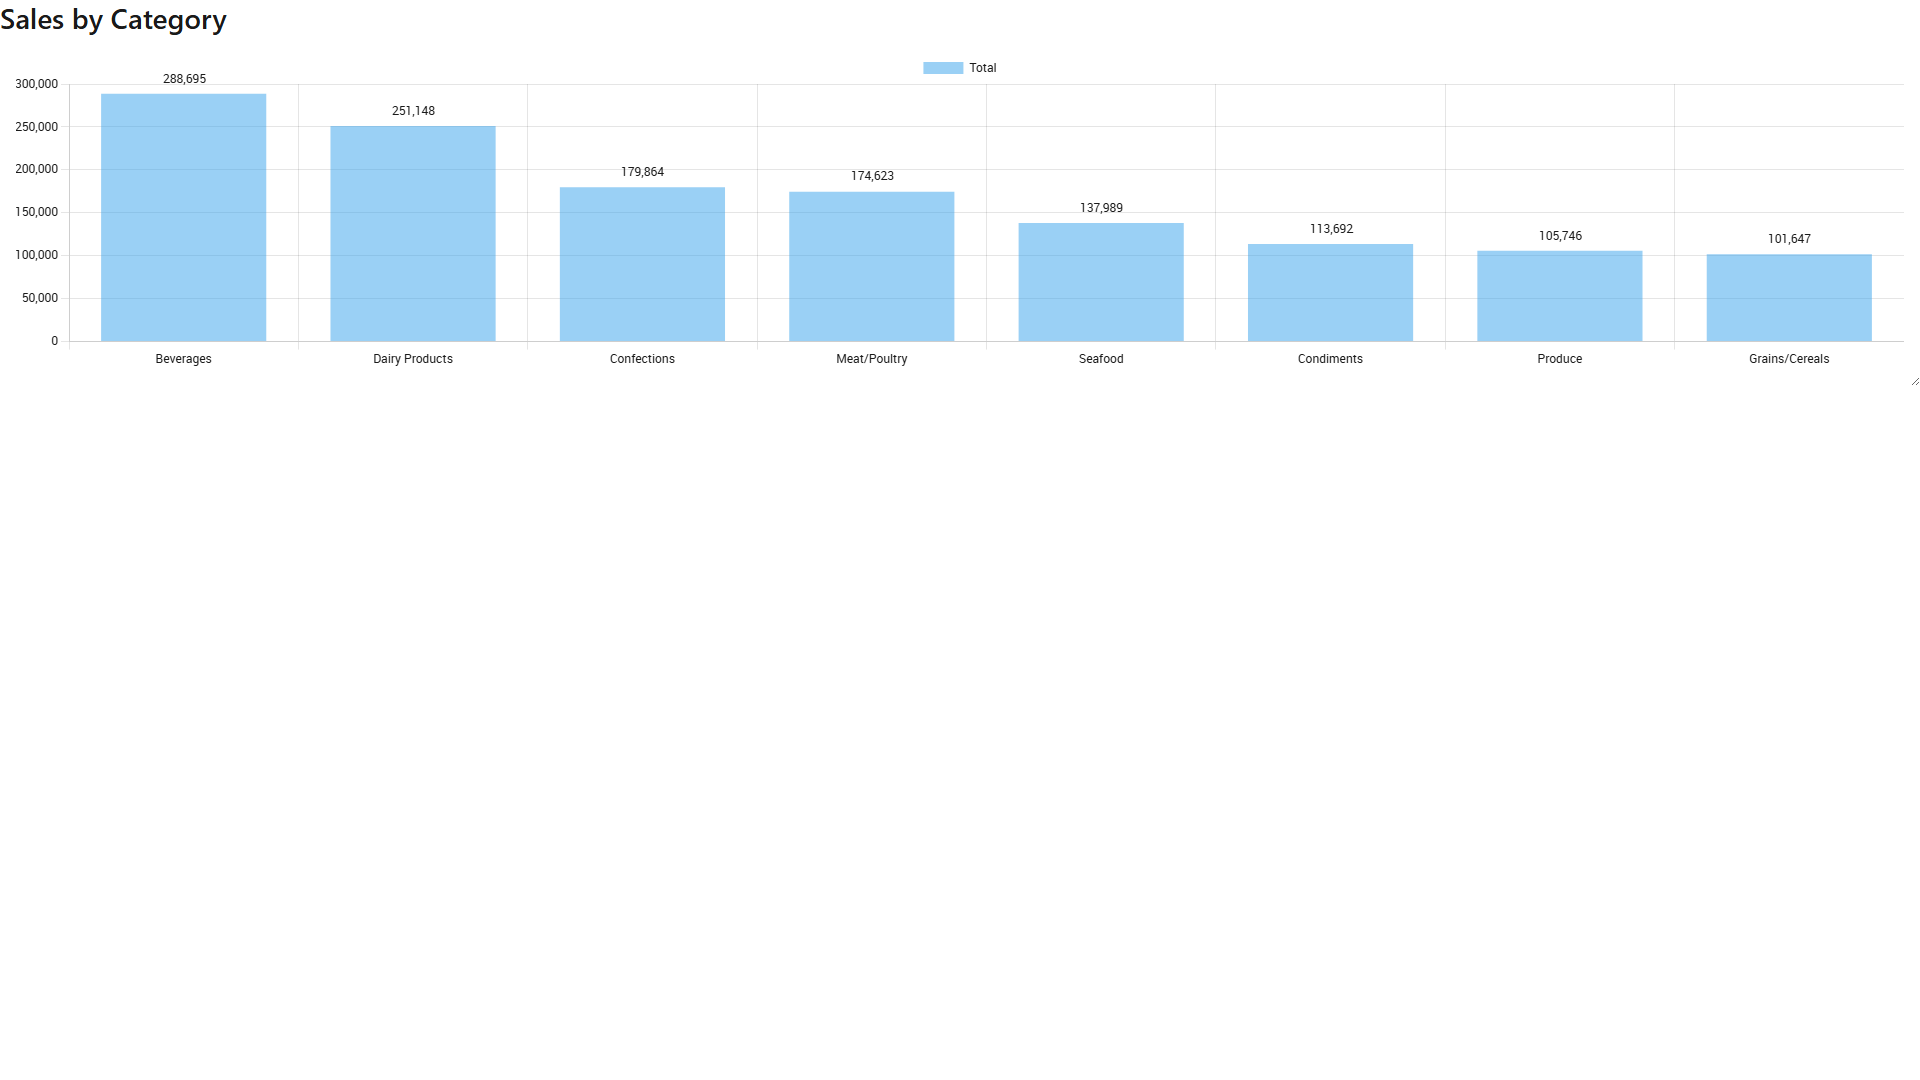 Sales by Category
Total
300,000
250,000
200,000
150,000
100,000
50,000
0
288,695
251,148
179,864
174,623
137,989
113,692
105,746
101,647
Beverages
Dairy Products
Confections
Meat/Poultry
Seafood
Condiments
Produce
Grains/Cereals